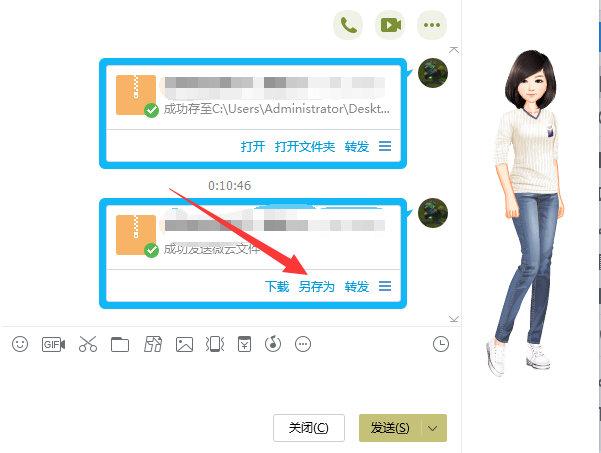 成功存至C:\Users\Administrator\Deskt...
打开 打开文件夹 转发
0:10:46
成功发送微云文件
下载 另存为 转发
GIF
关闭(C) 发送(S)